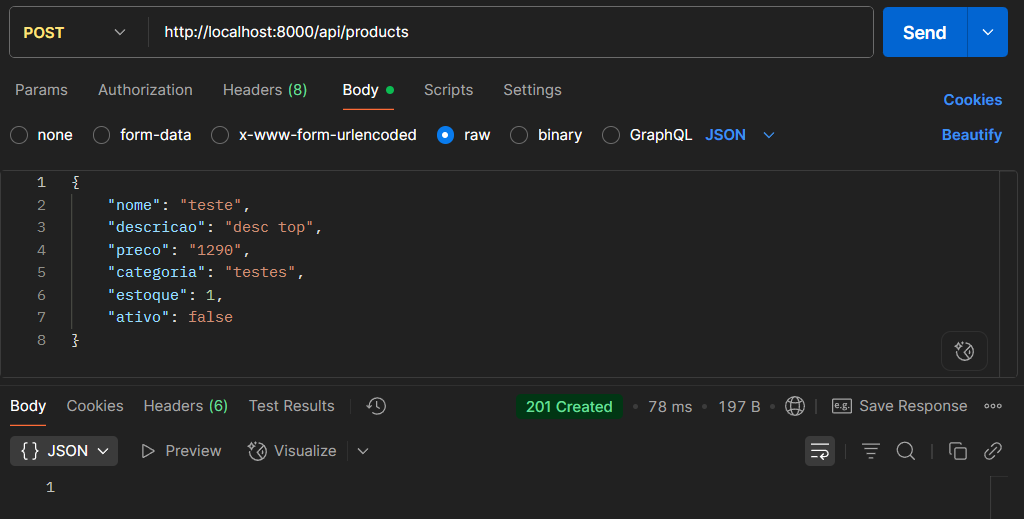 POST http://localhost:8000/api/products Send
Params Authorization Headers (8) Body Scripts Settings Cookies
none form-data x-www-form-urlencoded raw binary GraphQL JSON Beautify
1 {
2 "nome": "teste",
3 "descricao": "desc top",
4 "preco": "1290",
5 "categoria": "testes",
6 "estoque": 1,
7 "ativo": false
8 }
Body Cookies Headers (6) Test Results 201 Created • 78 ms • 197 B • e.g. Save Response
{} JSON Preview Visualize
1